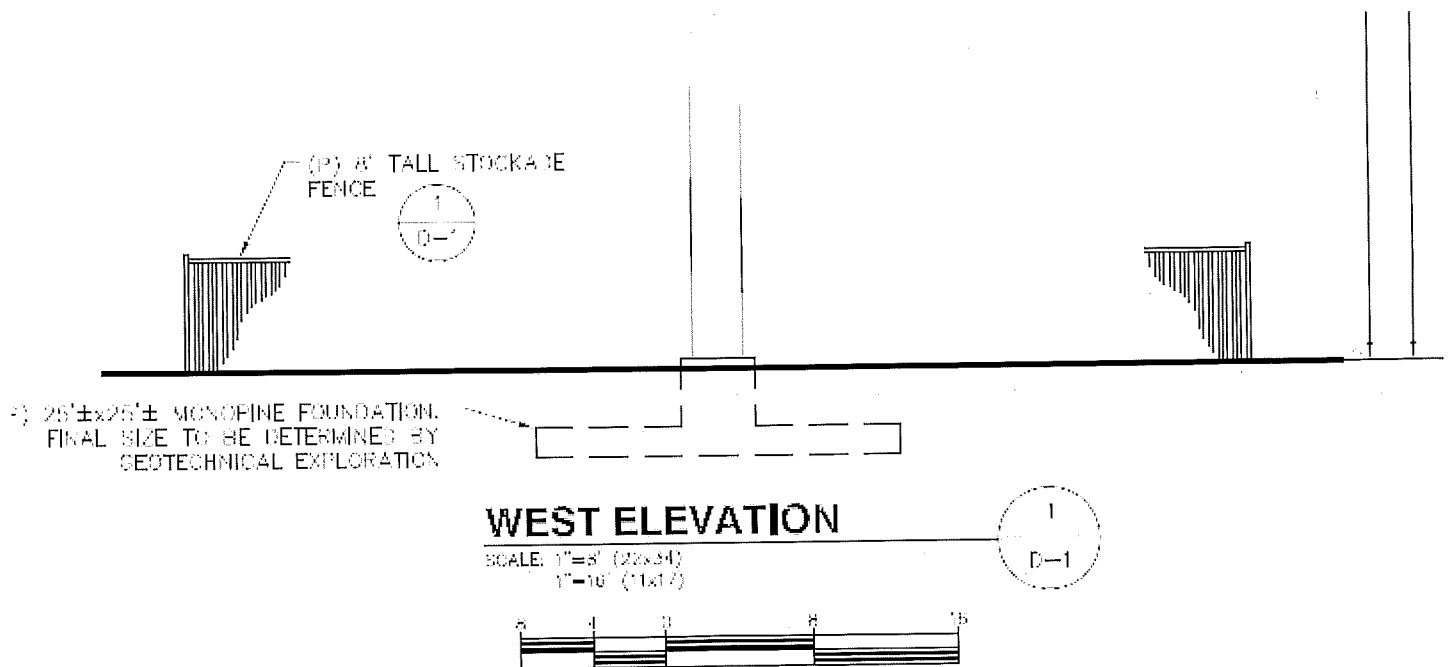 (P) 8' TALL STOCKADE
FENCE
1
D-1
25'±x25'± MONOPINE FOUNDATION.
FINAL SIZE TO BE DETERMINED BY
GEOTECHNICAL EXPLORATION
WEST ELEVATION
1
D-1
SCALE: 1"=8' (22x34)
1"=16' (11x17)
8 4 0 8 16